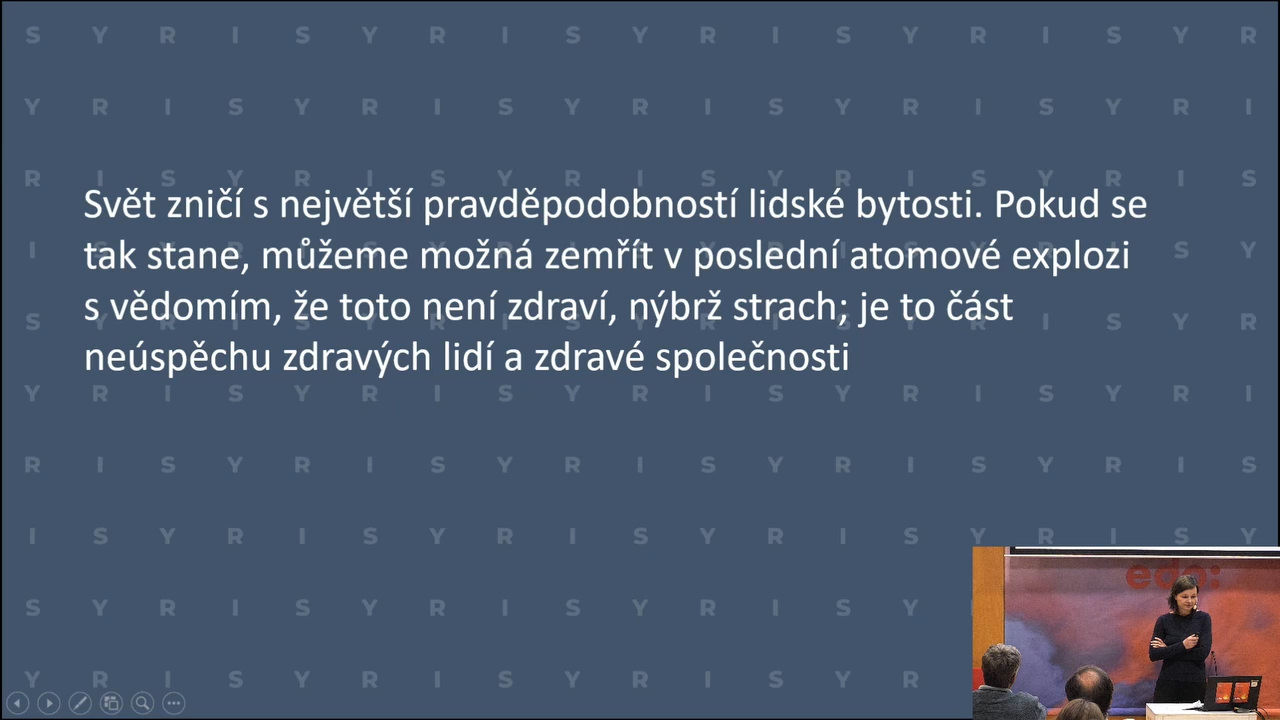 S Y R I S Y R I S Y R I S Y R I S Y R
Y R I S Y R I S Y R I S Y R I S Y R I
R I S Y R I S Y R I S Y R I S Y R I S
Svět zničí s největší pravděpodobností lidské bytosti. Pokud se
I S Y R I S Y R I S Y R I S Y R I S Y
tak stane, můžeme možná zemřít v poslední atomové explozi
s vědomím, že toto není zdraví, nýbrž strach; je to část
S Y R I S Y R I S Y R I S Y R I S Y R
neúspěchu zdravých lidí a zdravé společnosti
Y R I S Y R I S Y R I S Y R I S Y R I
R I S Y R I S Y R I S Y R I S Y R I S
I S Y R I S Y R I S Y R I S Y R I S Y
edo:
S Y R I S Y R I S Y R I S Y
Y R I S Y R I S Y R I S Y R